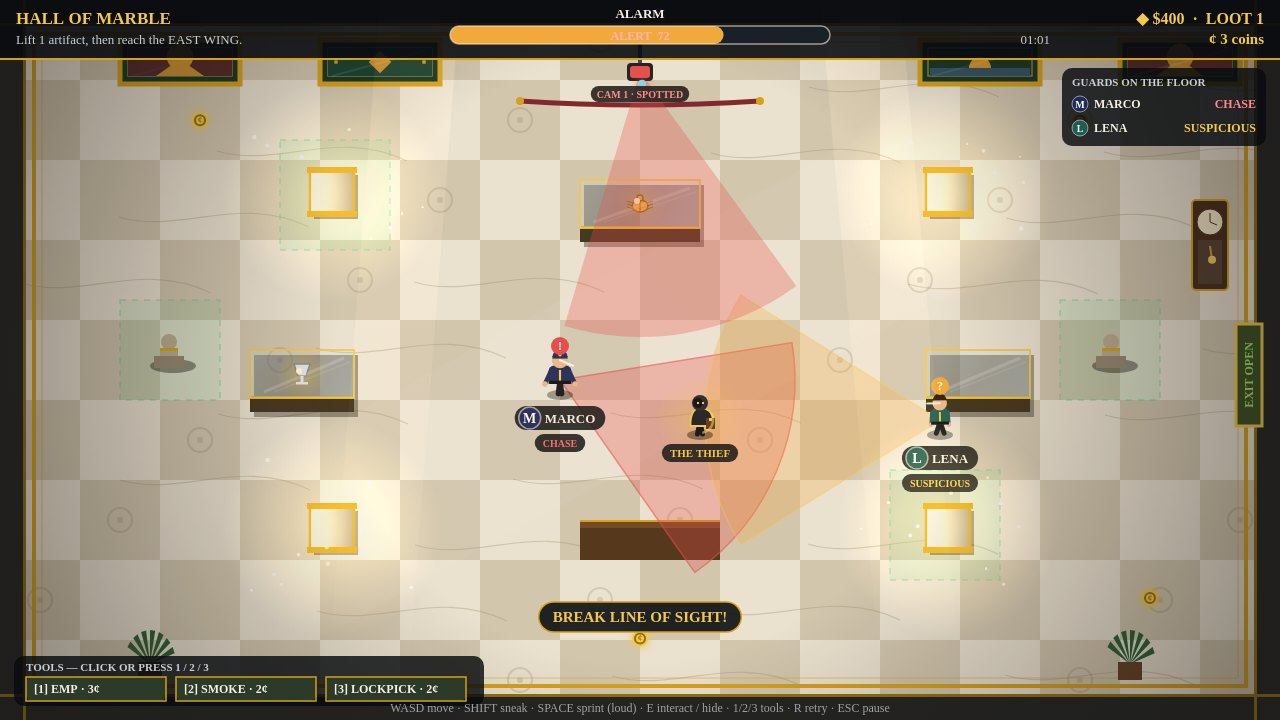 HALL OF MARBLE
Lift 1 artifact, then reach the EAST WING.
ALARM
ALERT 72
01:01
◆ $400 · LOOT 1
¢ 3 coins
CAM 1 · SPOTTED
GUARDS ON THE FLOOR
M MARCO CHASE
L LENA SUSPICIOUS
¢
EXIT OPEN
!
M MARCO
CHASE
THE THIEF
?
L LENA
SUSPICIOUS
¢
BREAK LINE OF SIGHT!
¢
TOOLS — CLICK OR PRESS 1 / 2 / 3
[1] EMP · 3¢
[2] SMOKE · 2¢
[3] LOCKPICK · 2¢
WASD move · SHIFT sneak · SPACE sprint (loud) · E interact / hide · 1/2/3 tools · R retry · ESC pause